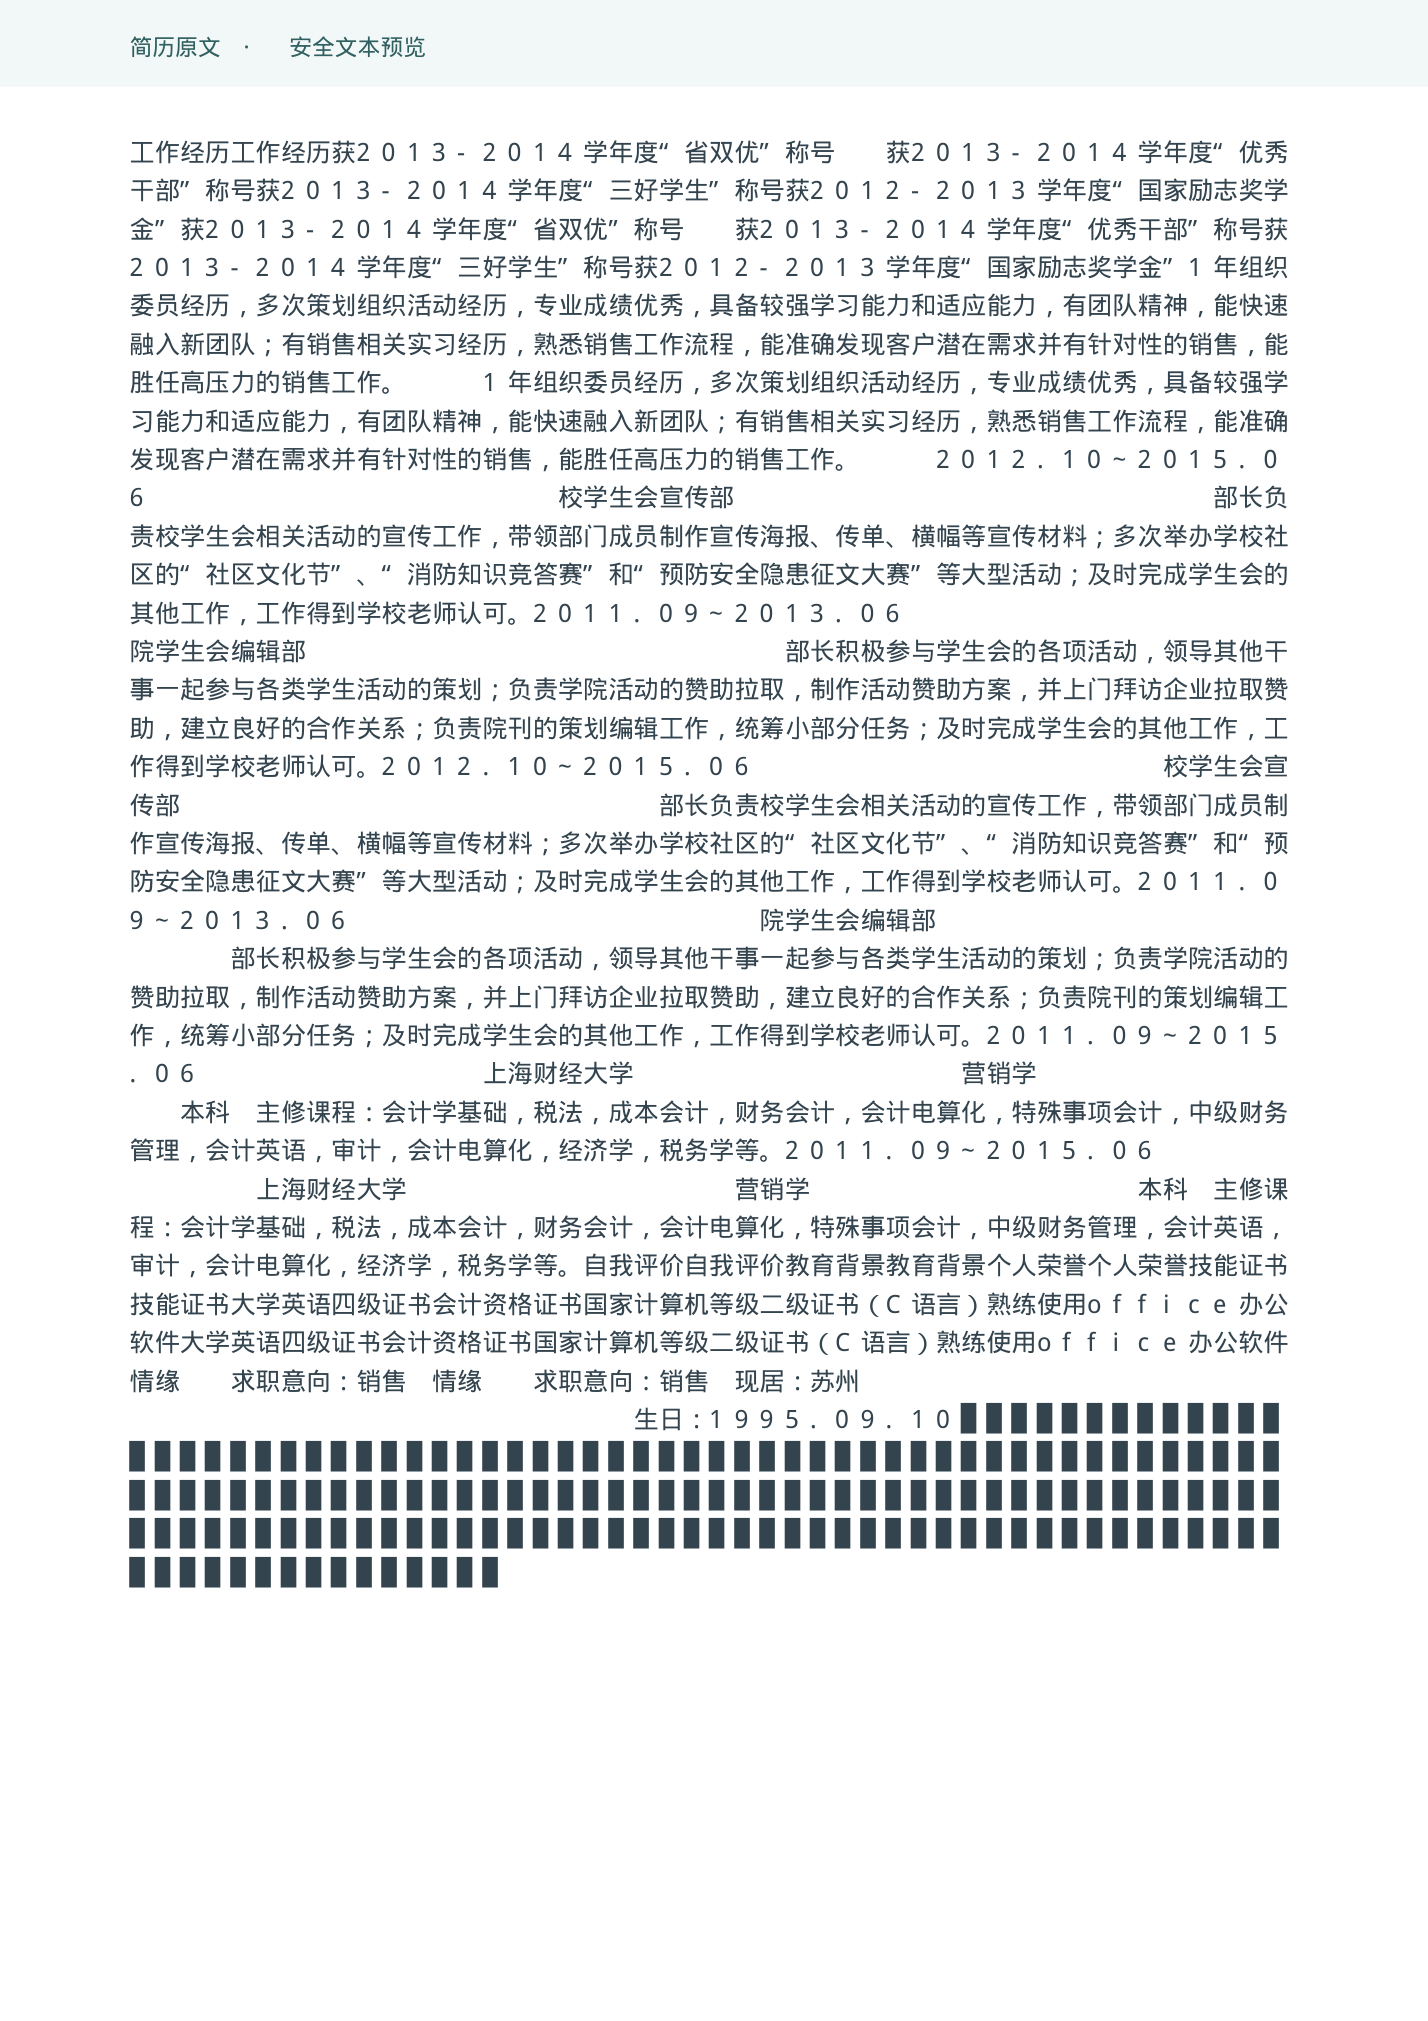 简历原文 · 安全文本预览
工作经历工作经历获2013-2014学年度“省双优”称号 获2013-2014学年度“优秀
干部”称号获2013-2014学年度“三好学生”称号获2012-2013学年度“国家励志奖学
金”获2013-2014学年度“省双优”称号 获2013-2014学年度“优秀干部”称号获
2013-2014学年度“三好学生”称号获2012-2013学年度“国家励志奖学金”1年组织
委员经历，多次策划组织活动经历，专业成绩优秀，具备较强学习能力和适应能力，有团队精神，能快速
融入新团队；有销售相关实习经历，熟悉销售工作流程，能准确发现客户潜在需求并有针对性的销售，能
胜任高压力的销售工作。 1年组织委员经历，多次策划组织活动经历，专业成绩优秀，具备较强学
习能力和适应能力，有团队精神，能快速融入新团队；有销售相关实习经历，熟悉销售工作流程，能准确
发现客户潜在需求并有针对性的销售，能胜任高压力的销售工作。 2012.10~2015.0
6 校学生会宣传部 部长负
责校学生会相关活动的宣传工作，带领部门成员制作宣传海报、传单、横幅等宣传材料；多次举办学校社
区的“社区文化节”、“消防知识竞答赛”和“预防安全隐患征文大赛”等大型活动；及时完成学生会的
其他工作，工作得到学校老师认可。2011.09~2013.06
院学生会编辑部 部长积极参与学生会的各项活动，领导其他干
事一起参与各类学生活动的策划；负责学院活动的赞助拉取，制作活动赞助方案，并上门拜访企业拉取赞
助，建立良好的合作关系；负责院刊的策划编辑工作，统筹小部分任务；及时完成学生会的其他工作，工
作得到学校老师认可。2012.10~2015.06 校学生会宣
传部 部长负责校学生会相关活动的宣传工作，带领部门成员制
作宣传海报、传单、横幅等宣传材料；多次举办学校社区的“社区文化节”、“消防知识竞答赛”和“预
防安全隐患征文大赛”等大型活动；及时完成学生会的其他工作，工作得到学校老师认可。2011.0
9~2013.06 院学生会编辑部
部长积极参与学生会的各项活动，领导其他干事一起参与各类学生活动的策划；负责学院活动的
赞助拉取，制作活动赞助方案，并上门拜访企业拉取赞助，建立良好的合作关系；负责院刊的策划编辑工
作，统筹小部分任务；及时完成学生会的其他工作，工作得到学校老师认可。2011.09~2015
.06 上海财经大学 营销学
本科 主修课程：会计学基础，税法，成本会计，财务会计，会计电算化，特殊事项会计，中级财务
管理，会计英语，审计，会计电算化，经济学，税务学等。2011.09~2015.06
上海财经大学 营销学 本科 主修课
程：会计学基础，税法，成本会计，财务会计，会计电算化，特殊事项会计，中级财务管理，会计英语，
审计，会计电算化，经济学，税务学等。自我评价自我评价教育背景教育背景个人荣誉个人荣誉技能证书
技能证书大学英语四级证书会计资格证书国家计算机等级二级证书（C语言）熟练使用office办公
软件大学英语四级证书会计资格证书国家计算机等级二级证书（C语言）熟练使用office办公软件
情缘 求职意向：销售 情缘 求职意向：销售 现居：苏州
生日：1995.09.10